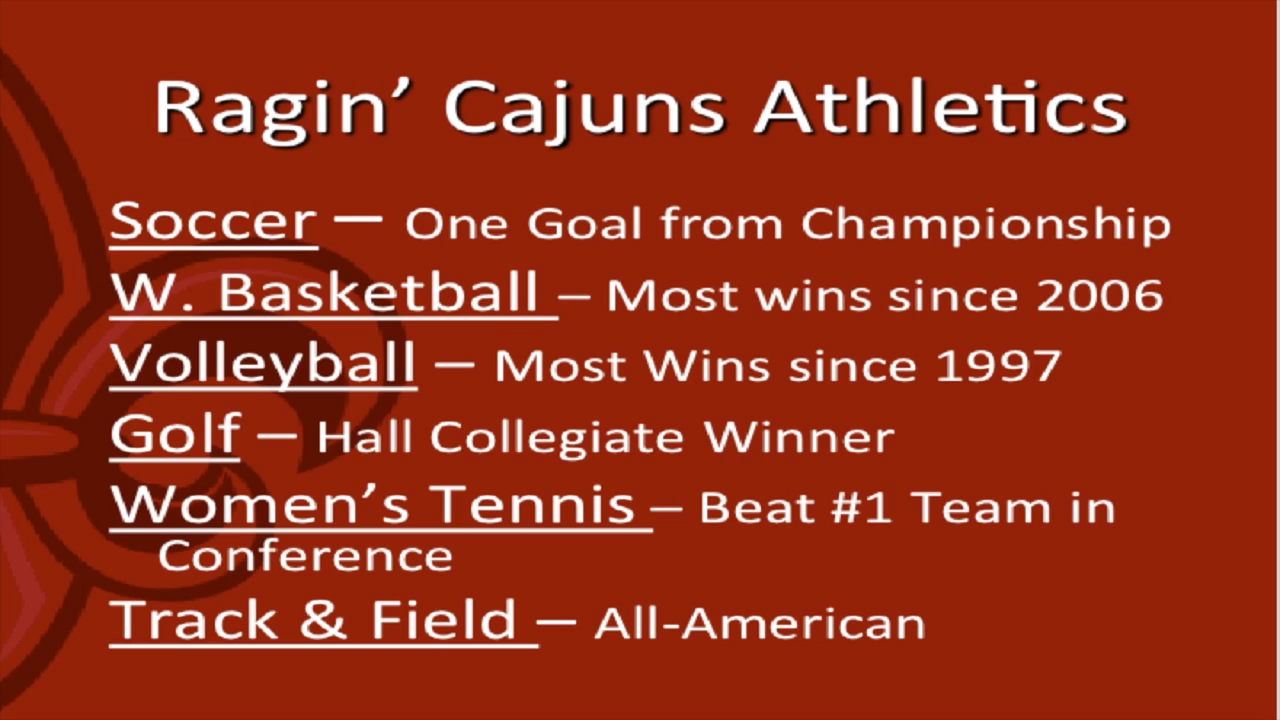 Ragin’ Cajuns Athletics
Soccer – One Goal from Championship
W. Basketball – Most wins since 2006
Volleyball – Most Wins since 1997
Golf – Hall Collegiate Winner
Women’s Tennis – Beat #1 Team in
Conference
Track & Field – All-American